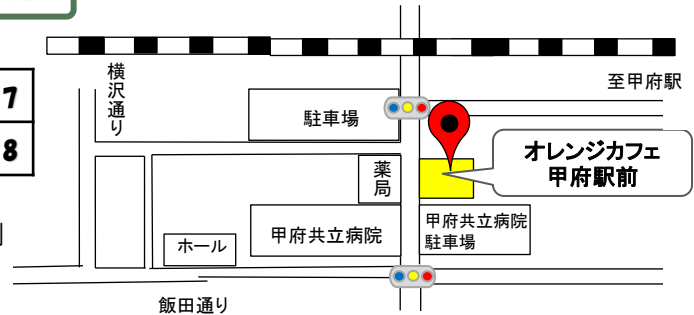 横沢通り
至甲府駅
7
駐車場
8
オレンジカフェ
甲府駅前
薬局
甲府共立病院
甲府共立病院
駐車場
ホール
飯田通り